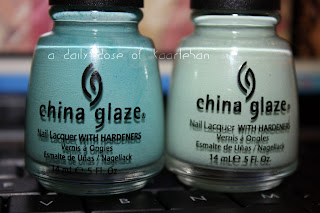 a daily dose of Kaarleban
china glaze®
Nail Lacquer WITH HARDENERS
Vernis à Ongles
Esmalte de Uñas / Nagellack
14 mL ℮ .5 Fl. Oz.
china glaze®
Nail Lacquer WITH HARDENERS
Vernis à Ongles
Esmalte de Uñas / Nagellack
14 mL ℮ .5 Fl. Oz.